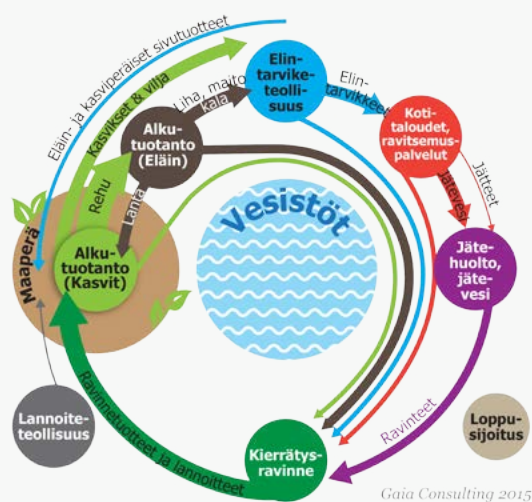 Eläin- ja kasviperäiset sivutuotteet
Kasvikset & vilja
Liha, maito,
kala
Elin-
tarvike-
teollisuus
Elin-
tarvikkeet
Koti-
taloudet,
ravitsemus-
palvelut
Alku-
tuotanto
(Eläin)
Jätteet
Jätevesi
Rehu
Lanta
Vesistöt
Maaperä
Alku-
tuotanto
(Kasvit)
Jäte-
huolto,
jäte-
vesi
Lannoite-
teollisuus
Ravinnetuotteet ja lannoitteet
Kierrätys-
ravinne
Ravinteet
Loppu-
sijoitus
Gaia Consulting 2015